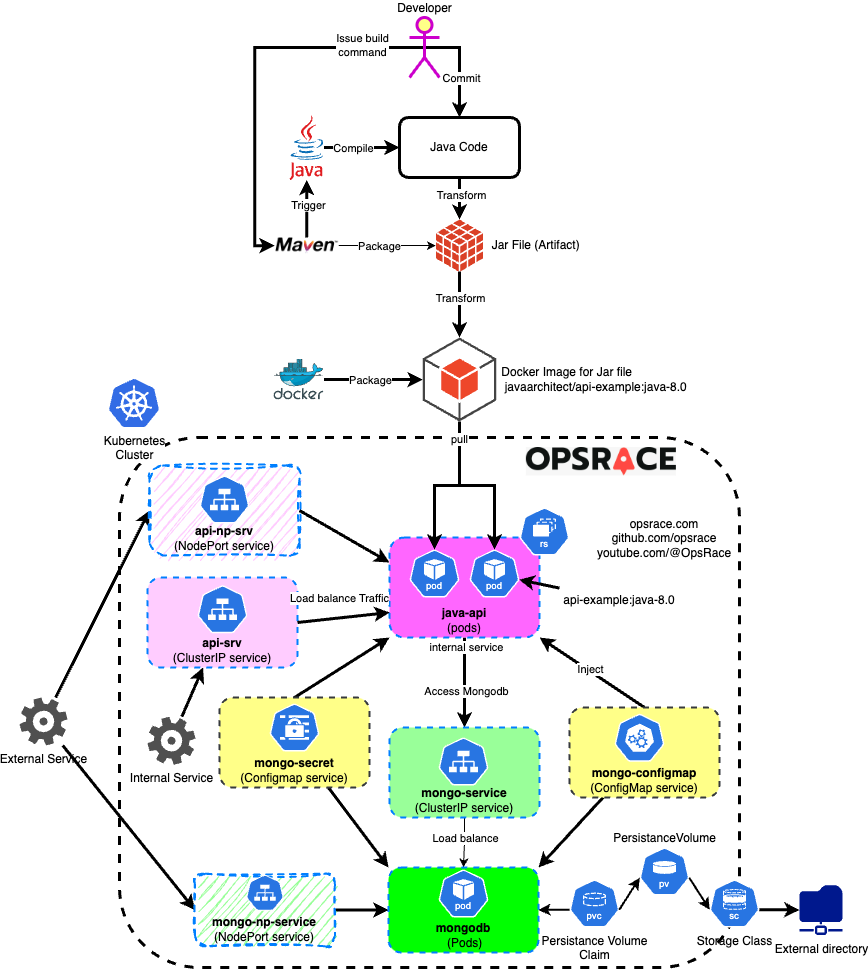 Developer
Issue build
command
Commit
Java
Compile
Java Code
Trigger
Transform
Maven
Package
Jar File (Artifact)
Transform
docker
Package
Docker Image for Jar file
javaarchitect/api-example:java-8.0
Kubernetes
Cluster
pull
OPSRACE
api-np-srv
(NodePort service)
rs
opsrace.com
github.com/opsrace
youtube.com/@OpsRace
pod
pod
api-example:java-8.0
Load balance Traffic
java-api
(pods)
api-srv
(ClusterIP service)
internal service
Inject
Access Mongodb
External Service
Internal Service
mongo-secret
(Configmap service)
mongo-service
(ClusterIP service)
mongo-configmap
(ConfigMap service)
Load balance
PersistanceVolume
pv
mongo-np-service
(NodePort service)
pod
mongodb
(Pods)
pvc
Persistance Volume
Claim
sc
Storage Class
External directory